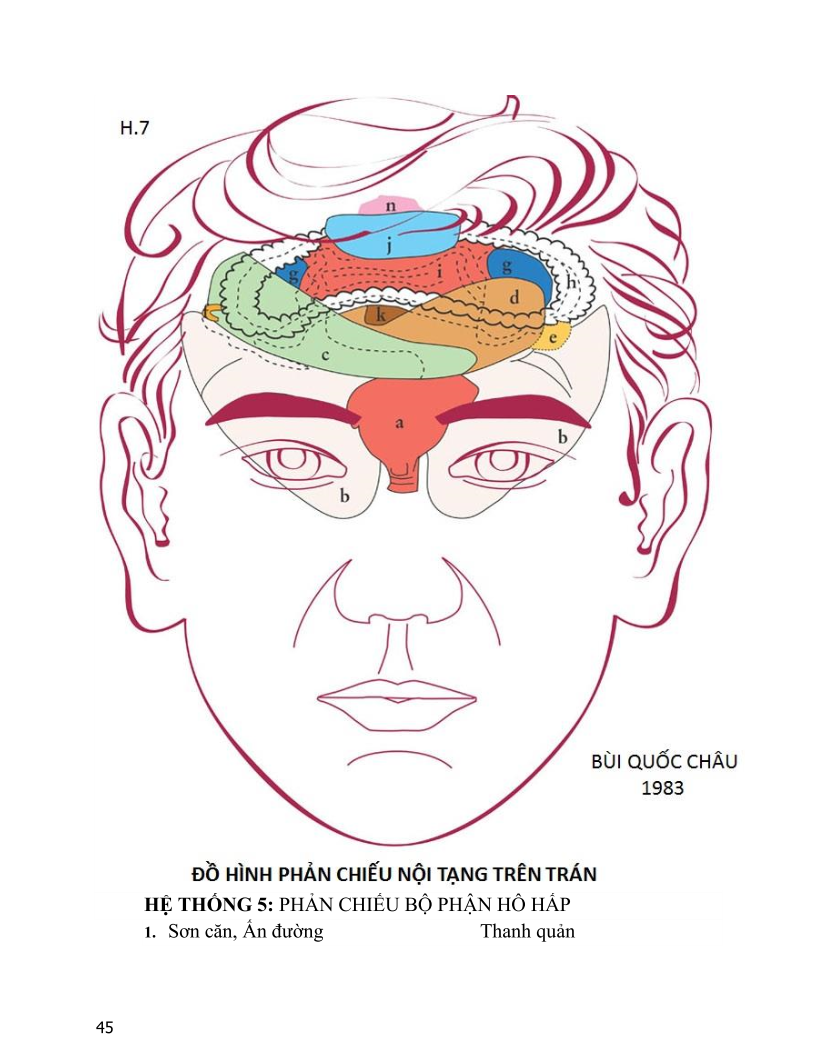 H.7
n
j
g
i
g
h
d
k
e
c
a
b
b
BÙI QUỐC CHÂU
1983
ĐỒ HÌNH PHẢN CHIẾU NỘI TẠNG TRÊN TRÁN
HỆ THỐNG 5: PHẢN CHIẾU BỘ PHẬN HÔ HẤP
1. Sơn căn, Ấn đường Thanh quản
45